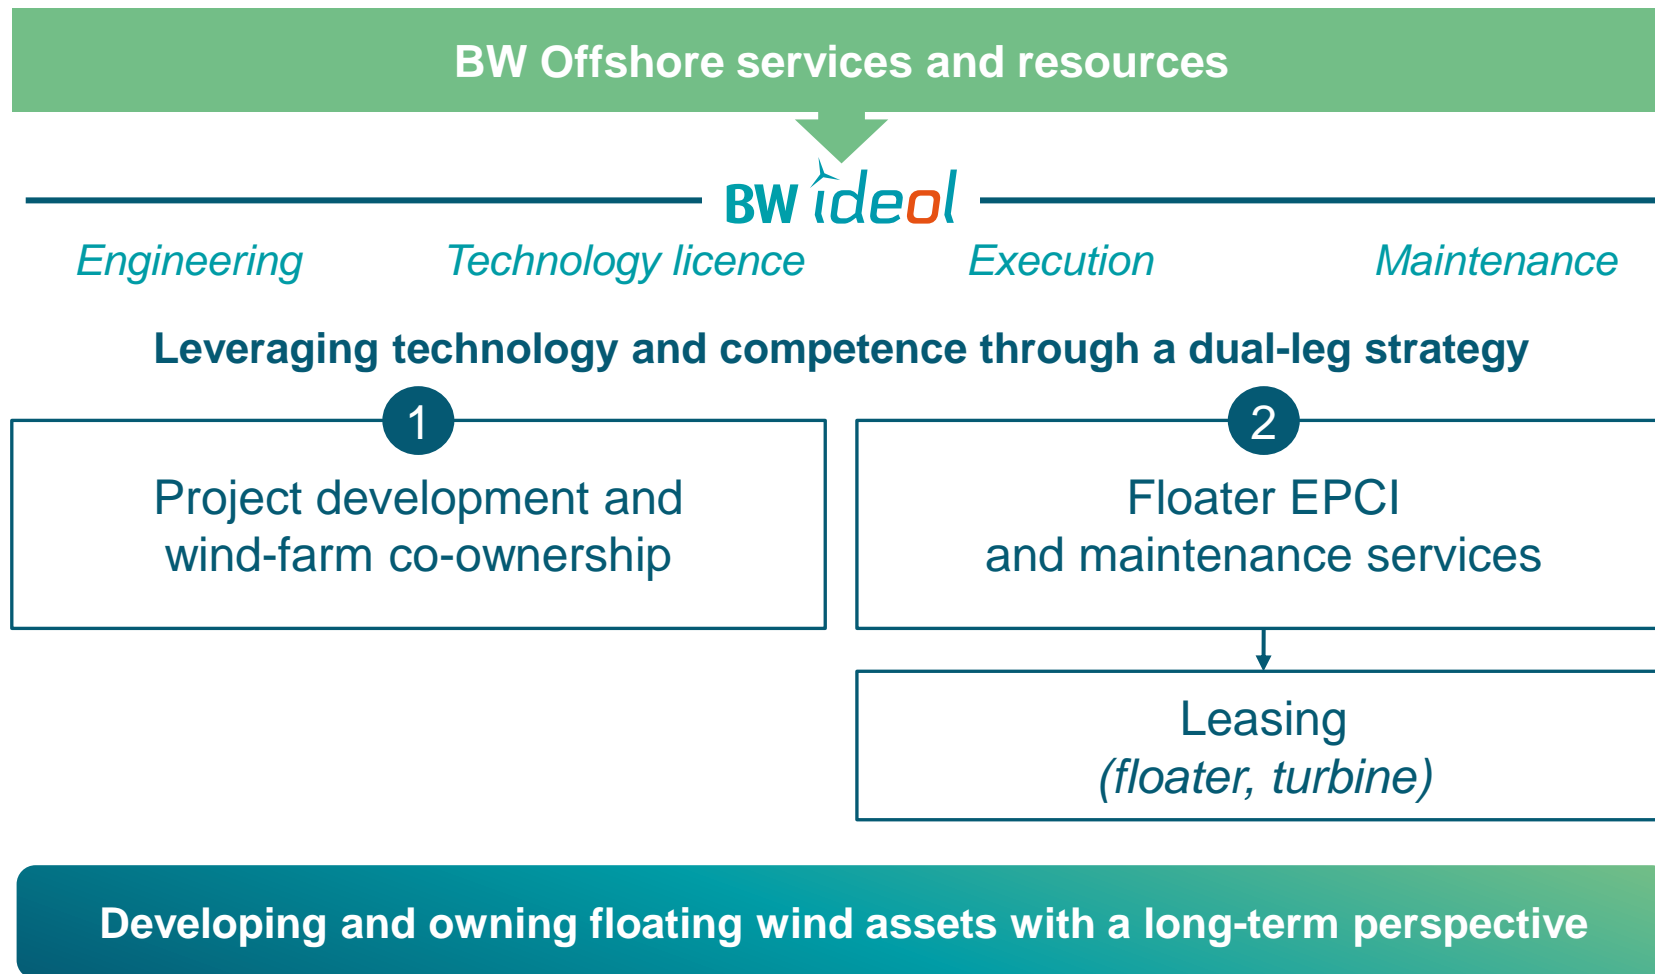 BW Offshore services and resources
BW ideol
Engineering
Technology licence
Execution
Maintenance
Leveraging technology and competence through a dual-leg strategy
1
Project development and
wind-farm co-ownership
2
Floater EPCI
and maintenance services
Leasing
(floater, turbine)
Developing and owning floating wind assets with a long-term perspective